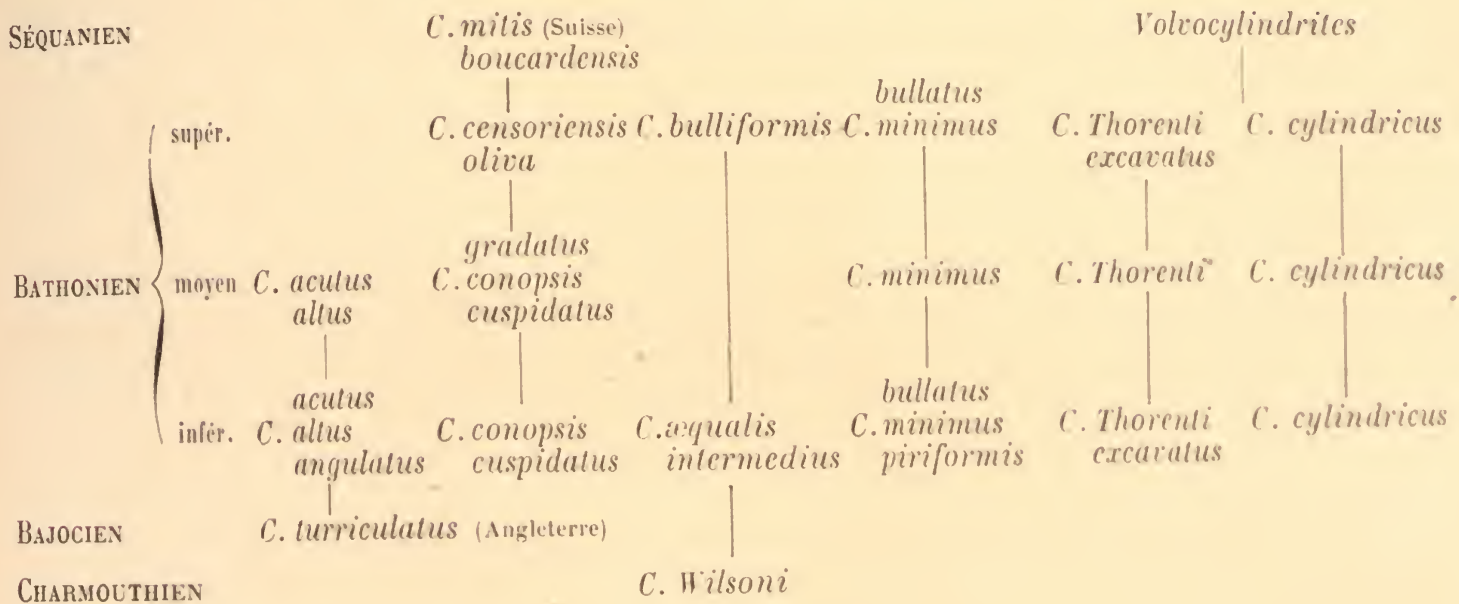 SÉQUANIEN C. mitis (Suisse) Volvocylindrites
boucardensis
bullatus
supér. C. censoriensis C. bulliformis C. minimus C. Thorenti C. cylindricus
oliva excavatus
gradatus
BATHONIEN moyen C. aculus C. conopsis C. minimus C. Thorenti C. cylindricus
altus cuspidatus
acutus bullatus
infér. C. altus C. conopsis C. æqualis C. minimus C. Thorenti C. cylindricus
angulatus cuspidatus intermedius piriformis excavatus
BAJOCIEN C. turriculatus (Angleterre)
CHARMOUTHIEN C. Wilsoni